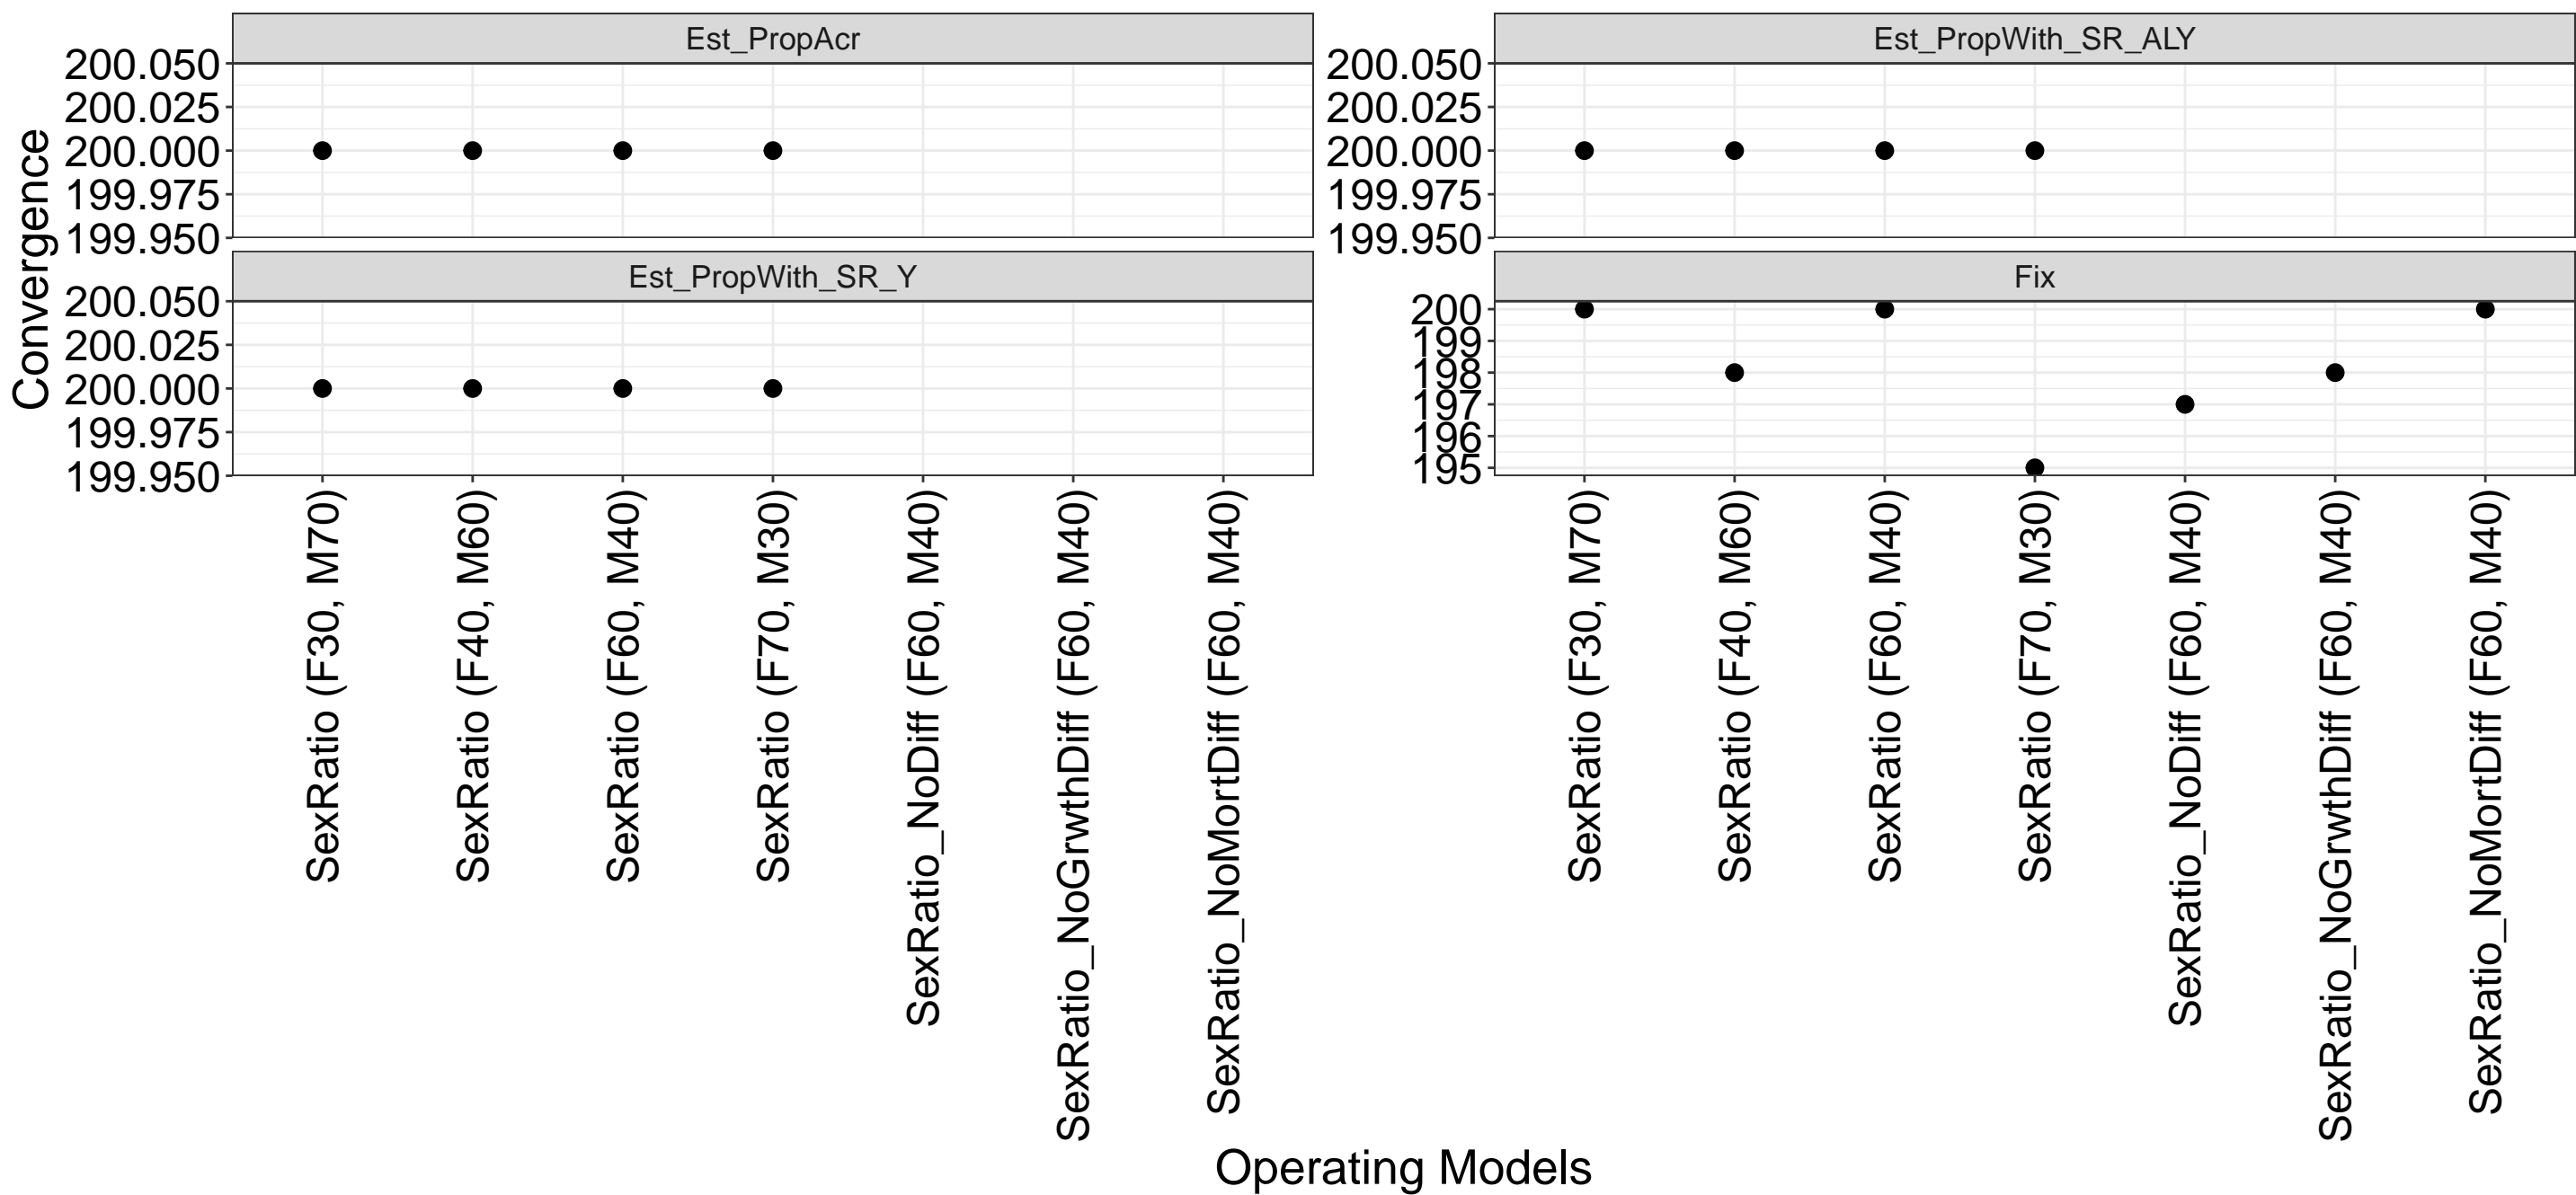 Convergence
Est_PropAcr
200.050
200.025
200.000
199.975
199.950
Est_PropWith_SR_ALY
200.050
200.025
200.000
199.975
199.950
Est_PropWith_SR_Y
200.050
200.025
200.000
199.975
199.950
Fix
200
199
198
197
196
195
SexRatio (F30, M70)
SexRatio (F40, M60)
SexRatio (F60, M40)
SexRatio (F70, M30)
SexRatio_NoDiff (F60, M40)
SexRatio_NoGrwthDiff (F60, M40)
SexRatio_NoMortDiff (F60, M40)
SexRatio (F30, M70)
SexRatio (F40, M60)
SexRatio (F60, M40)
SexRatio (F70, M30)
SexRatio_NoDiff (F60, M40)
SexRatio_NoGrwthDiff (F60, M40)
SexRatio_NoMortDiff (F60, M40)
Operating Models